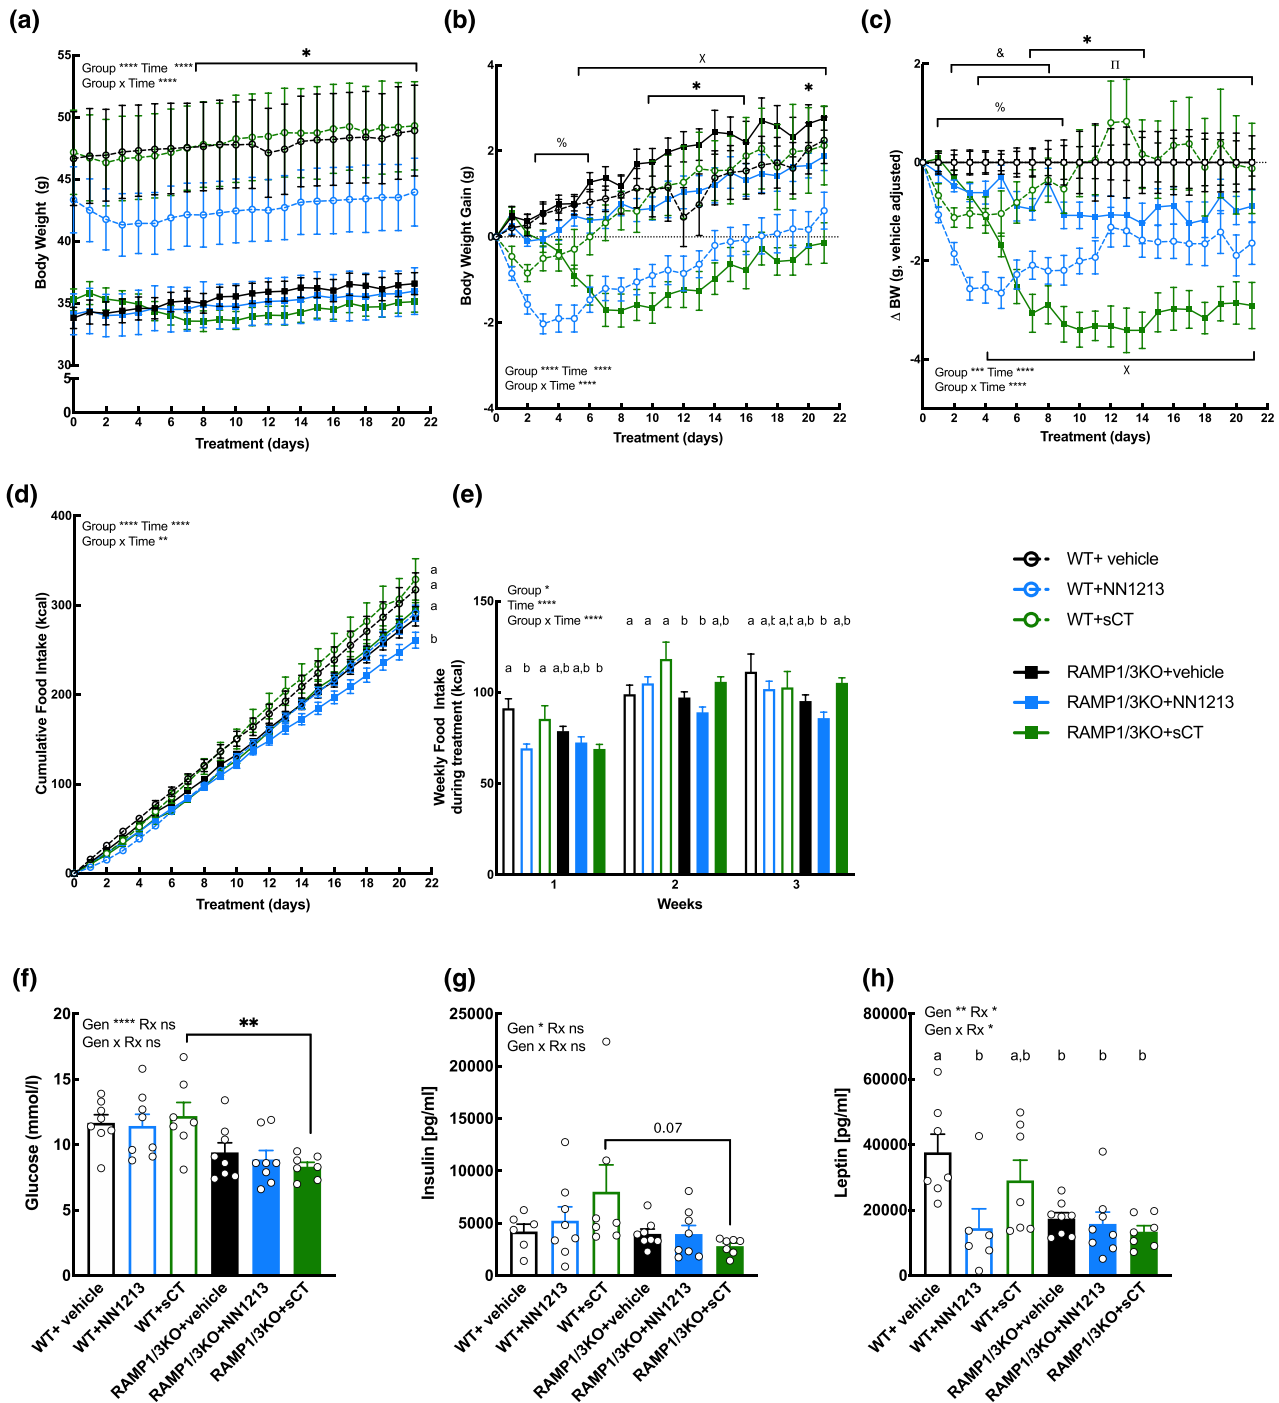 (a)
Group **** Time ****
Group x Time ****
*
Body Weight (g)
55
50
45
40
35
30
5
0
0 2 4 6 8 10 12 14 16 18 20 22
Treatment (days)
(b)
χ
*
*
%
Body Weight Gain (g)
4
2
0
-2
-4
Group **** Time ****
Group x Time ****
0 2 4 6 8 10 12 14 16 18 20 22
Treatment (days)
(c)
*
&
Π
%
Δ BW (g, vehicle adjusted)
2
0
-2
-4
χ
Group *** Time ****
Group x Time ****
0 2 4 6 8 10 12 14 16 18 20 22
Treatment (days)
(d)
Group **** Time ****
Group x Time **
Cumulative Food Intake (kcal)
400
300
200
100
0
a
a
a
b
0 2 4 6 8 10 12 14 16 18 20 22
Treatment (days)
(e)
Group *
Time ****
Group x Time ****
Weekly Food Intake
during treatment (kcal)
150
100
50
0
a b a a,b a,b b
a a a b b a,b
a a,b a,b a,b b a,b
1 2 3
Weeks
WT+ vehicle
WT+NN1213
WT+sCT
RAMP1/3KO+vehicle
RAMP1/3KO+NN1213
RAMP1/3KO+sCT
(f)
Gen **** Rx ns
Gen x Rx ns
**
Glucose (mmol/l)
20
15
10
5
0
WT+ vehicle
WT+NN1213
WT+sCT
RAMP1/3KO+vehicle
RAMP1/3KO+NN1213
RAMP1/3KO+sCT
(g)
Gen * Rx ns
Gen x Rx ns
0.07
Insulin [pg/ml]
25000
20000
15000
10000
5000
0
WT+ vehicle
WT+NN1213
WT+sCT
RAMP1/3KO+vehicle
RAMP1/3KO+NN1213
RAMP1/3KO+sCT
(h)
Gen ** Rx *
Gen x Rx *
a b a,b b b b
Leptin [pg/ml]
80000
60000
40000
20000
0
WT+ vehicle
WT+NN1213
WT+sCT
RAMP1/3KO+vehicle
RAMP1/3KO+NN1213
RAMP1/3KO+sCT